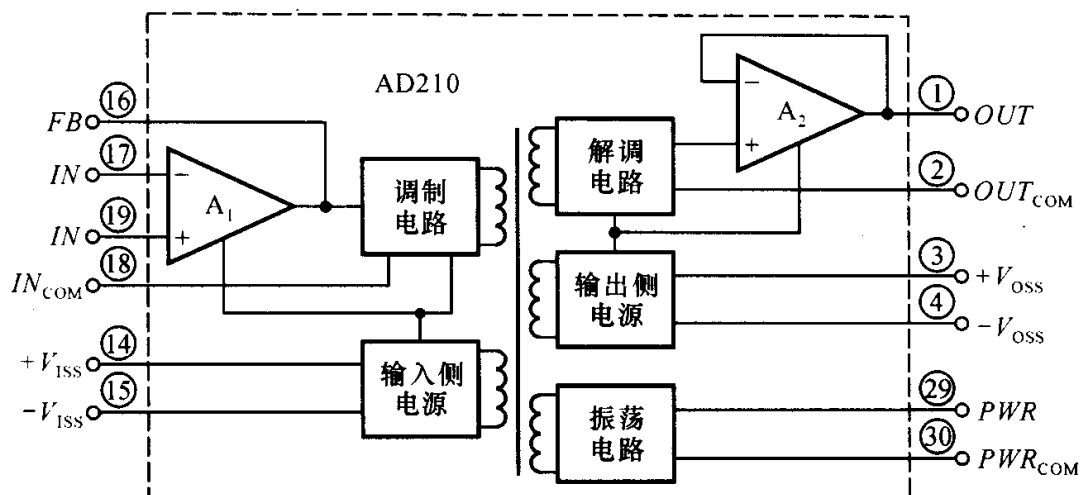 AD210
16
FB
17
IN
19
IN
18
IN_COM
14
+V_ISS
15
-V_ISS
-
A_1
+
调制
电路
输入侧
电源
解调
电路
输出侧
电源
振荡
电路
-
A_2
+
1
OUT
2
OUT_COM
3
+V_OSS
4
-V_OSS
29
PWR
30
PWR_COM